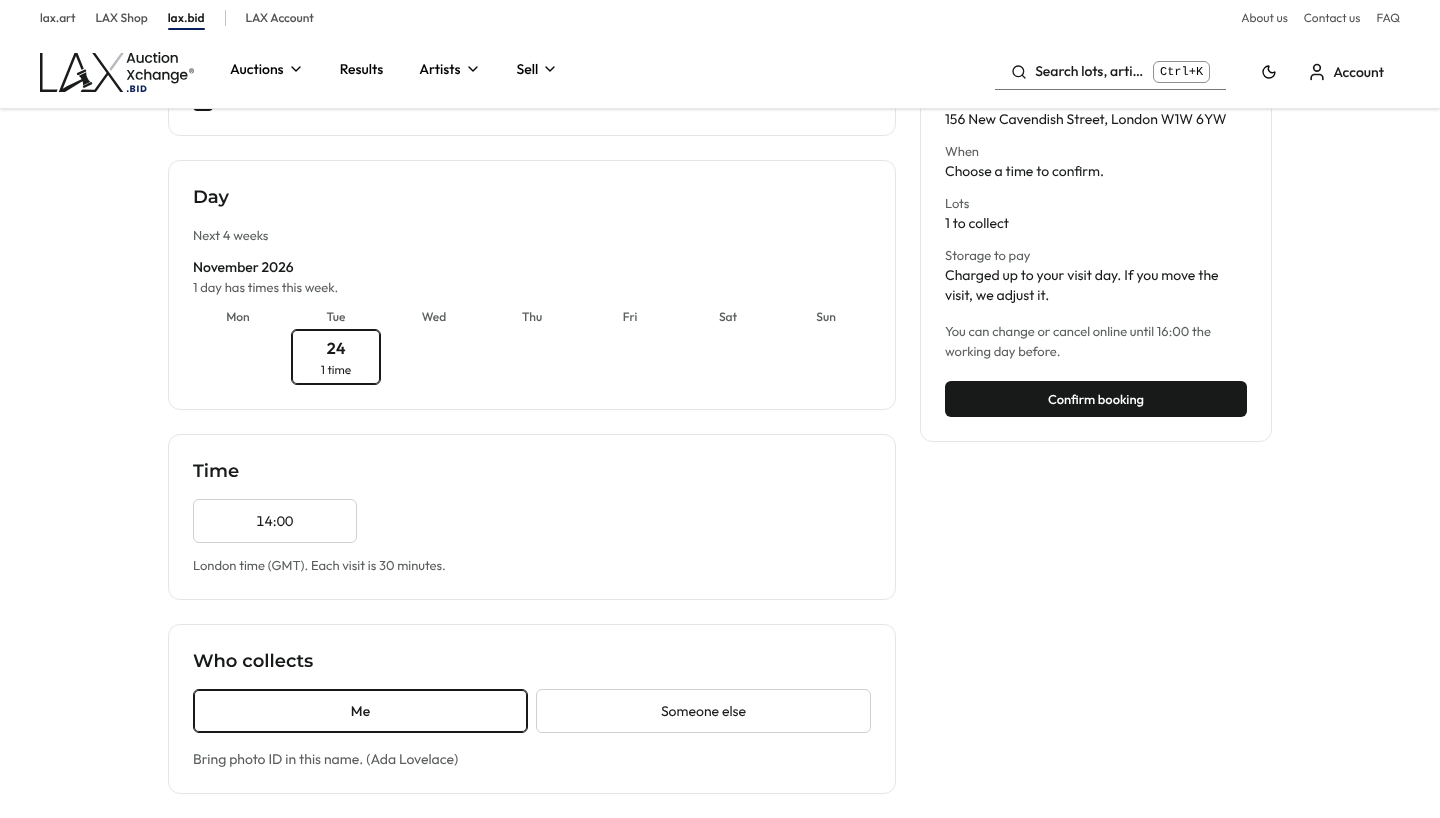 lax.art
LAX Shop
lax.bid
LAX Account
About us
Contact us
FAQ
LAX Auction
Xchange®
.BID
Auctions
Results
Artists
Sell
Search lots, arti...
Ctrl+K
Account
Day
Next 4 weeks
November 2026
1 day has times this week.
Mon Tue Wed Thu Fri Sat Sun
24
1 time
Time
14:00
London time (GMT). Each visit is 30 minutes.
Who collects
Me
Someone else
Bring photo ID in this name. (Ada Lovelace)
156 New Cavendish Street, London W1W 6YW
When
Choose a time to confirm.
Lots
1 to collect
Storage to pay
Charged up to your visit day. If you move the
visit, we adjust it.
You can change or cancel online until 16:00 the
working day before.
Confirm booking